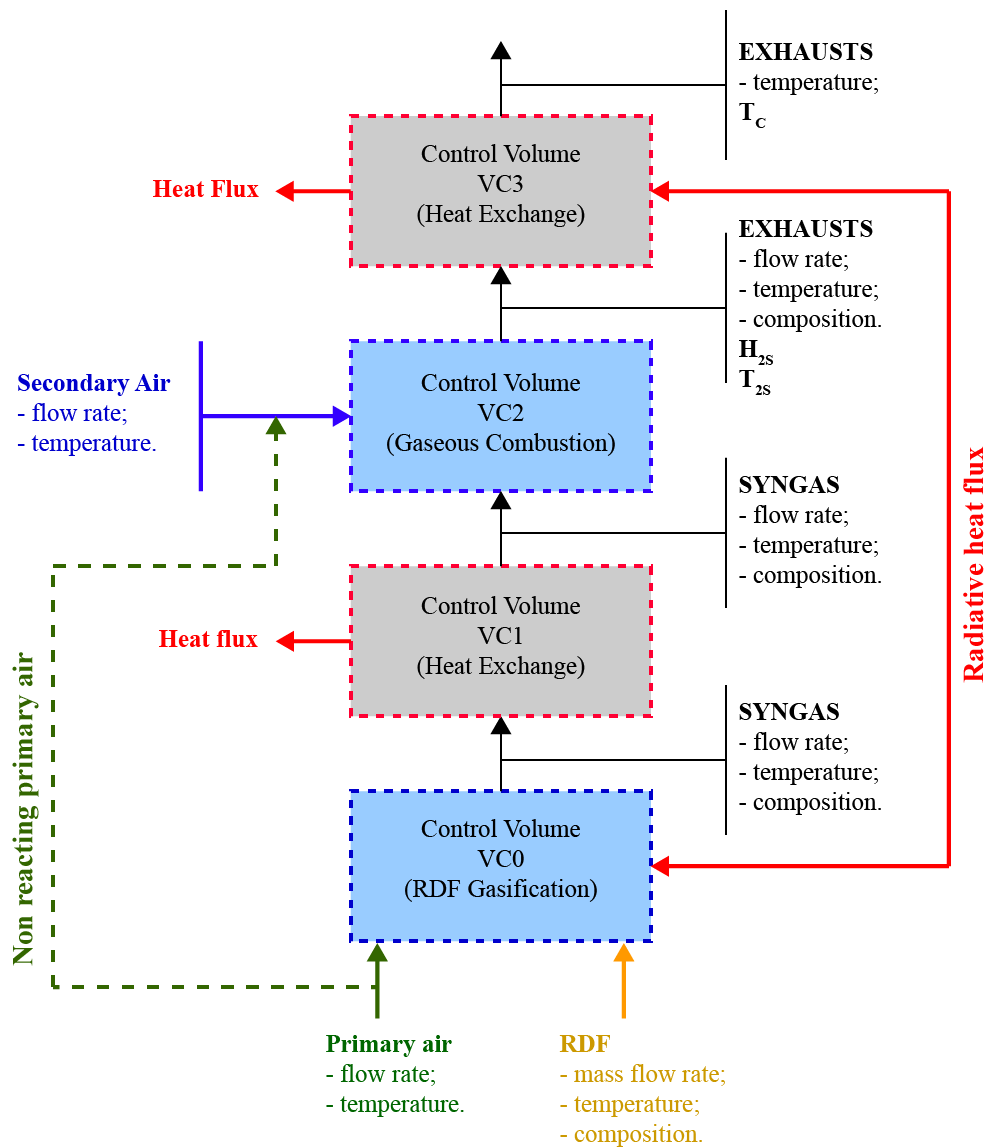 EXHAUSTS
- temperature;
T_C
Control Volume
VC3
(Heat Exchange)
Heat Flux
EXHAUSTS
- flow rate;
- temperature;
- composition.
H_2S
T_2S
Secondary Air
- flow rate;
- temperature.
Control Volume
VC2
(Gaseous Combustion)
SYNGAS
- flow rate;
- temperature;
- composition.
Radiative heat flux
Control Volume
VC1
(Heat Exchange)
Heat flux
Non reacting primary air
SYNGAS
- flow rate;
- temperature;
- composition.
Control Volume
VC0
(RDF Gasification)
Primary air
- flow rate;
- temperature.
RDF
- mass flow rate;
- temperature;
- composition.